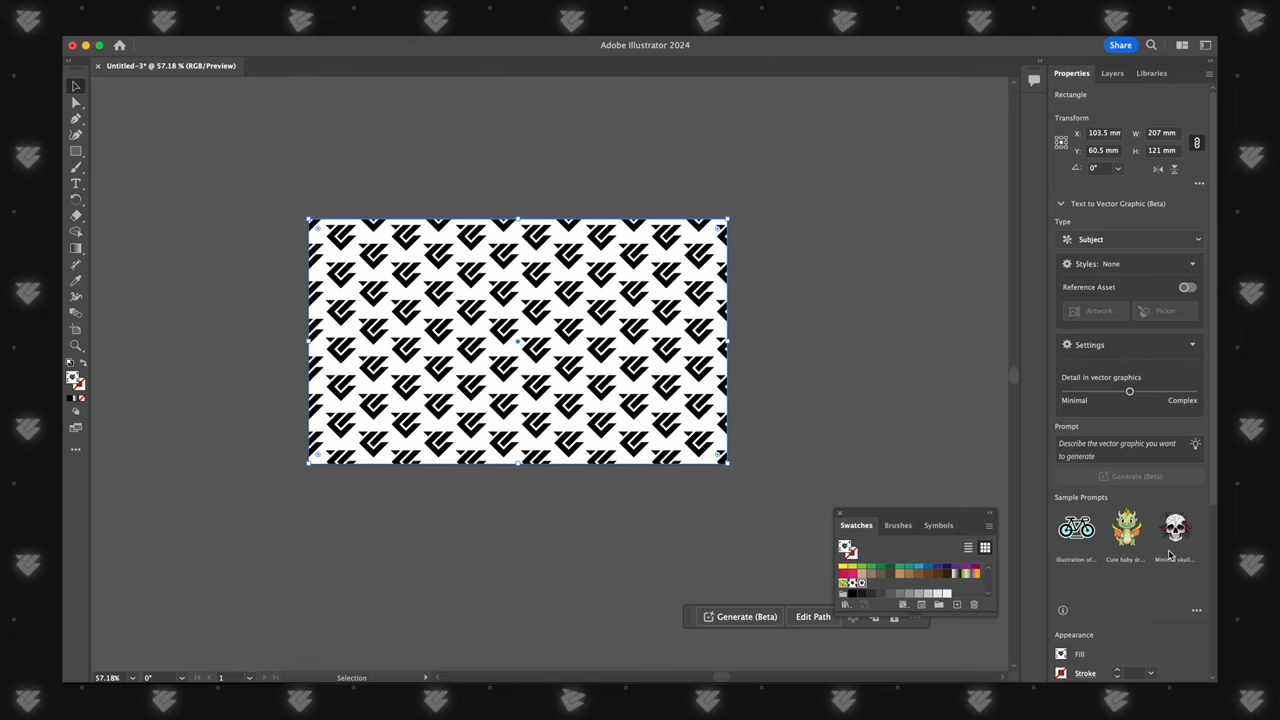 Adobe Illustrator 2024
Share
Untitled-3* @ 57.18 % (RGB/Preview)
Properties
Layers
Libraries
Rectangle
Transform
X: 103.5 mm W: 207 mm
Y: 60.5 mm H: 121 mm
0°
Text to Vector Graphic (Beta)
Type
Subject
Styles: None
Reference Asset
Artwork
Picker
Settings
Detail in vector graphics
Minimal
Complex
Prompt
Describe the vector graphic you want
to generate
Generate (Beta)
Sample Prompts
Illustration of...
Cute baby dr...
Minimal skull...
Swatches
Brushes
Symbols
Generate (Beta)
Edit Path
Appearance
Fill
Stroke
57.18%
0°
1
Selection